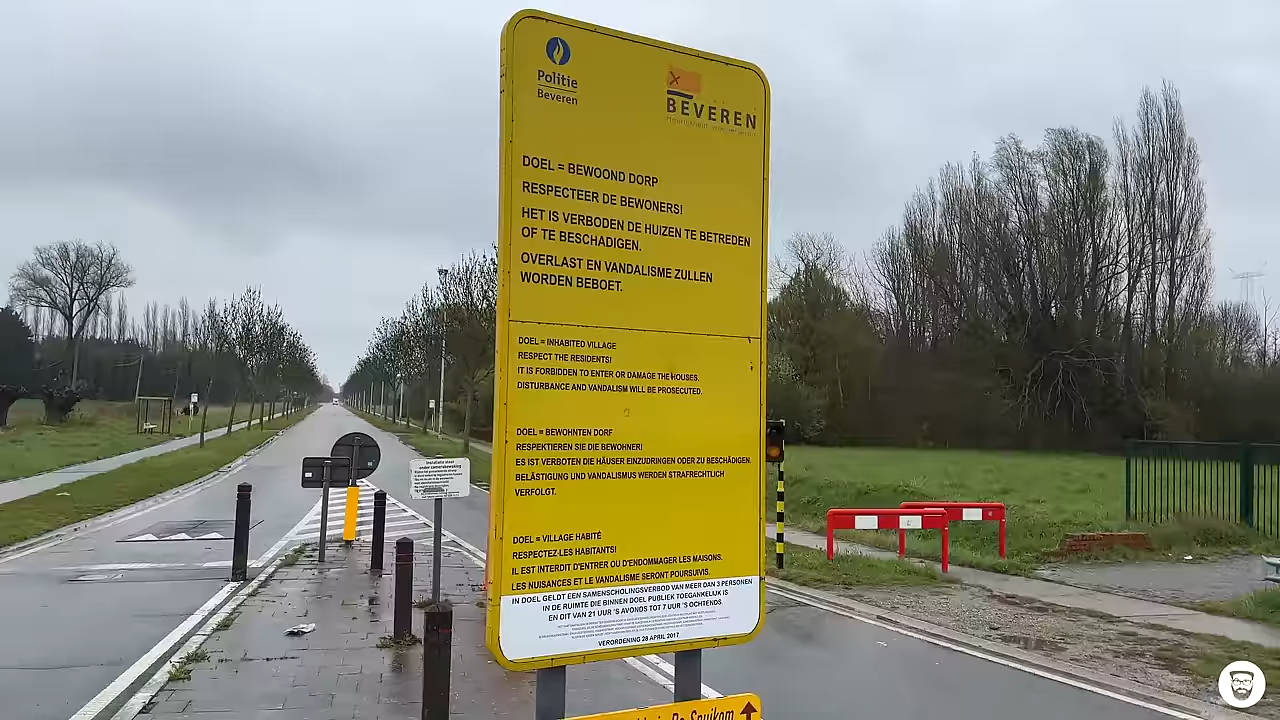 Politie
Beveren
BEVEREN
DOEL = BEWOOND DORP
RESPECTEER DE BEWONERS!
HET IS VERBODEN DE HUIZEN TE BETREDEN
OF TE BESCHADIGEN.
OVERLAST EN VANDALISME ZULLEN
WORDEN BEBOET.
DOEL = INHABITED VILLAGE
RESPECT THE RESIDENTS!
IT IS FORBIDDEN TO ENTER OR DAMAGE THE HOUSES.
DISTURBANCE AND VANDALISM WILL BE PROSECUTED.
DOEL = BEWOHNTEN DORF
RESPEKTIEREN SIE DIE BEWOHNER!
ES IST VERBOTEN DIE HÄUSER EINZUDRINGEN ODER ZU BESCHÄDIGEN.
BELÄSTIGUNG UND VANDALISMUS WERDEN STRAFRECHTLICH
VERFOLGT.
DOEL = VILLAGE HABITÉ
RESPECTEZ LES HABITANTS!
IL EST INTERDIT D'ENTRER OU D'ENDOMMAGER LES MAISONS.
LES NUISANCES ET LE VANDALISME SERONT POURSUIVIS.
IN DOEL GELDT EEN SAMENSCHOLINGSVERBOD VAN MEER DAN 3 PERSONEN
IN DE RUIMTE DIE BINNEN DOEL PUBLIEK TOEGANKELIJK IS
EN DIT VAN 21 UUR 'S AVONDS TOT 7 UUR 'S OCHTENDS
VERORDENING 28 APRIL 2017
Installatie staat
onder camerabewaking
De Spuikom